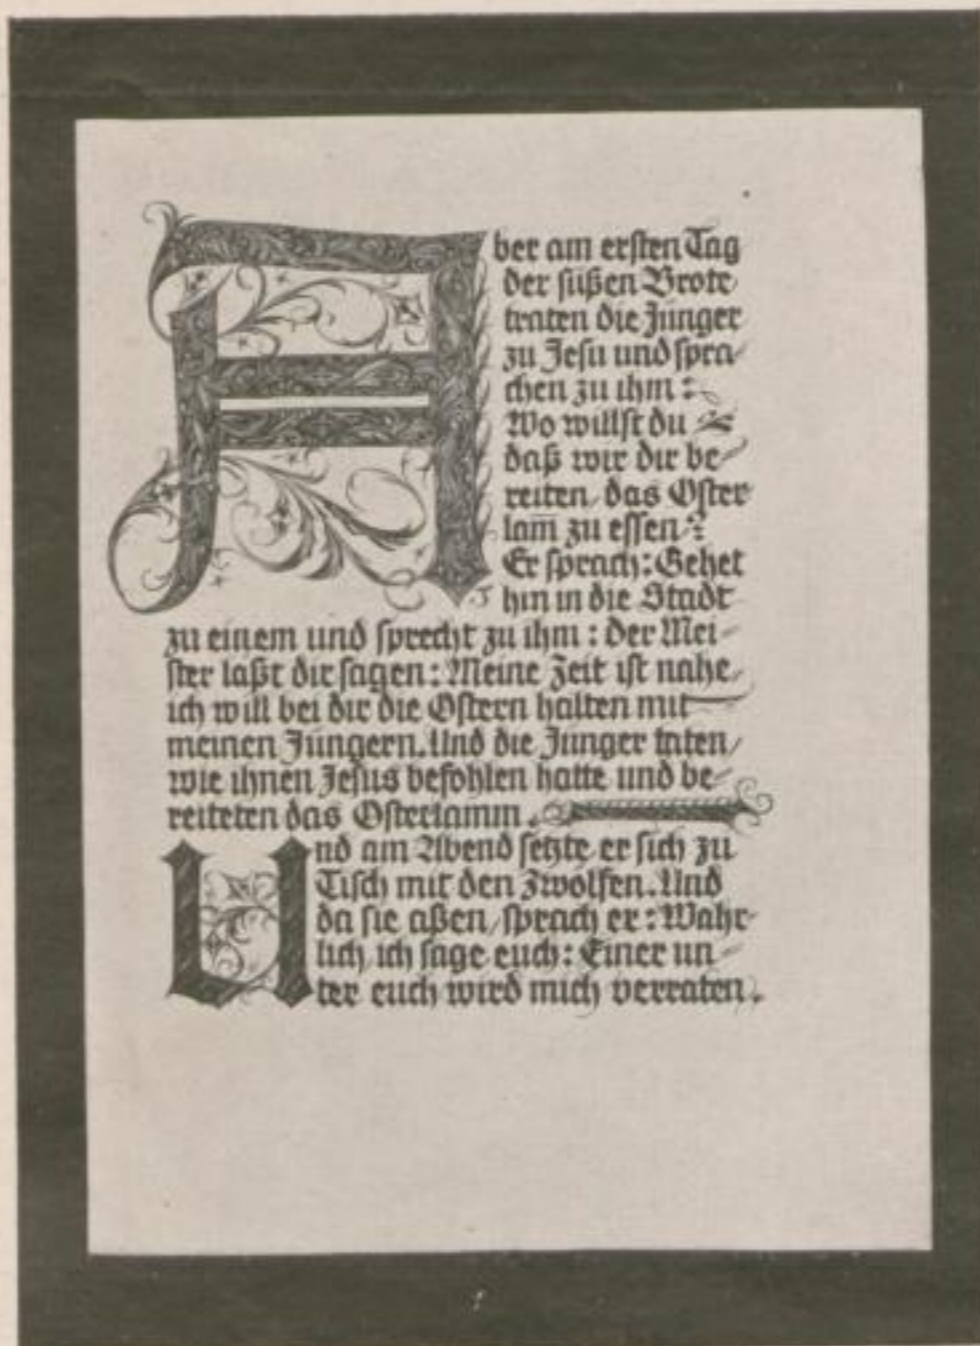 Aber am ersten Tag
der süßen Brote
traten die Jünger
zu Jesu und spra-
chen zu ihm:
Wo willst du
daß wir dir be-
reiten das Oster
lam̄ zu essen?
Er sprach: Gehet
hin in die Stadt
zu einem und sprecht zu ihm: der Mei-
ster laßt dir sagen: Meine Zeit ist nahe/
ich will bei dir die Ostern halten mit
meinen Jüngern. Und die Jünger taten/
wie ihnen Jesus befohlen hatte und be-
reiteten das Osterlamm.
Und am Abend setzte er sich zu
Tisch mit den Zwölfen. Und
da sie aßen/sprach er: Wahr-
lich ich sage euch: Einer un-
ter euch wird mich verraten.